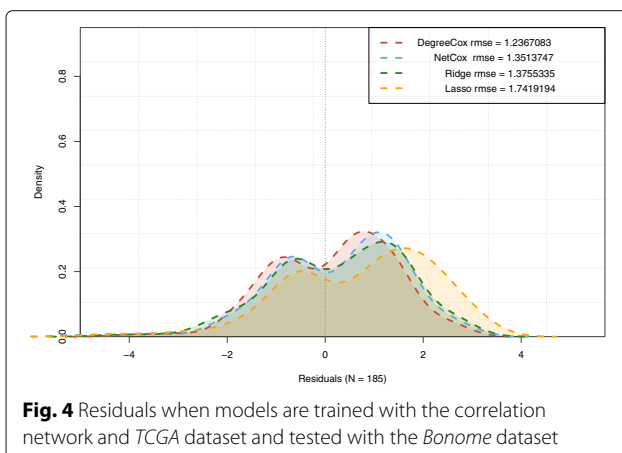 DegreeCox rmse = 1.2367083
NetCox rmse = 1.3513747
Ridge rmse = 1.3755335
Lasso rmse = 1.7419194
Density
0.8
0.6
0.4
0.2
0.0
−4 −2 0 2 4
Residuals (N = 185)
Fig. 4 Residuals when models are trained with the correlation
network and TCGA dataset and tested with the Bonome dataset